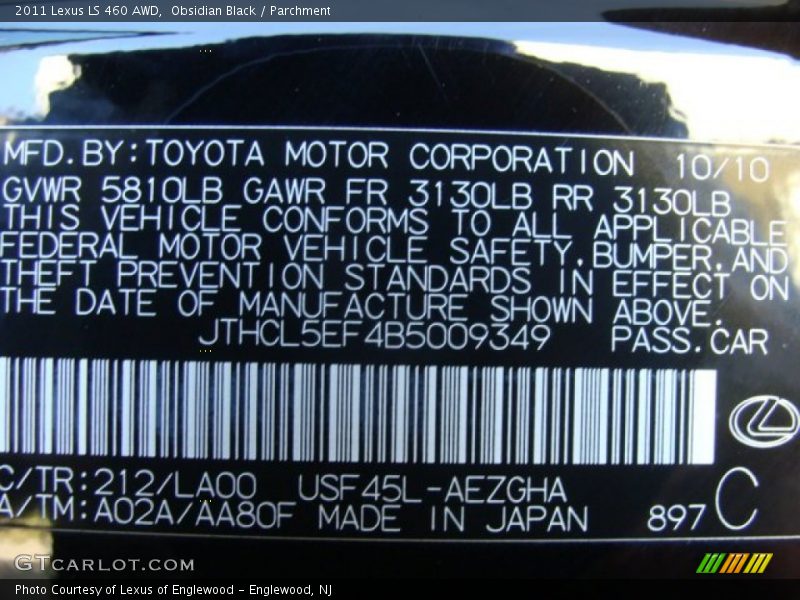 2011 Lexus LS 460 AWD, Obsidian Black / Parchment
MFD.BY:TOYOTA MOTOR CORPORATION 10/10
GVWR 5810LB GAWR FR 3130LB RR 3130LB
THIS VEHICLE CONFORMS TO ALL APPLICABLE
FEDERAL MOTOR VEHICLE SAFETY,BUMPER,AND
THEFT PREVENTION STANDARDS IN EFFECT ON
THE DATE OF MANUFACTURE SHOWN ABOVE.
JTHCL5EF4B5009349 PASS.CAR
C/TR:212/LA00 USF45L-AEZGHA
A/TM:A02A/AA80F MADE IN JAPAN 897 C
GTCARLOT.COM
Photo Courtesy of Lexus of Englewood - Englewood, NJ